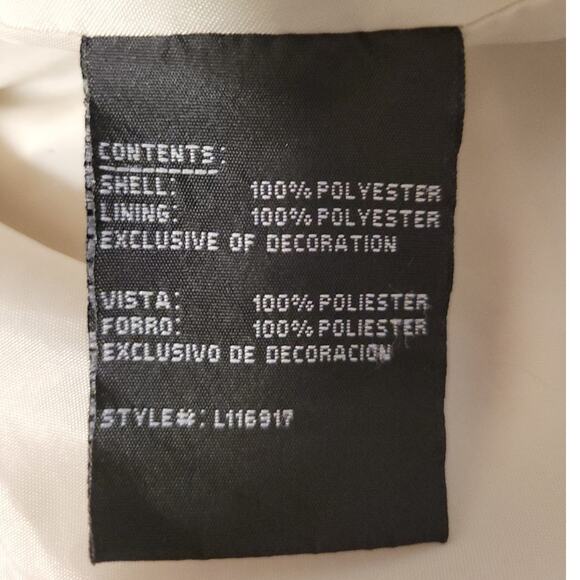 CONTENTS:
SHELL: 100% POLYESTER
LINING: 100% POLYESTER
EXCLUSIVE OF DECORATION
VISTA: 100% POLIESTER
FORRO: 100% POLIESTER
EXCLUSIVO DE DECORACION
STYLE#: L116917